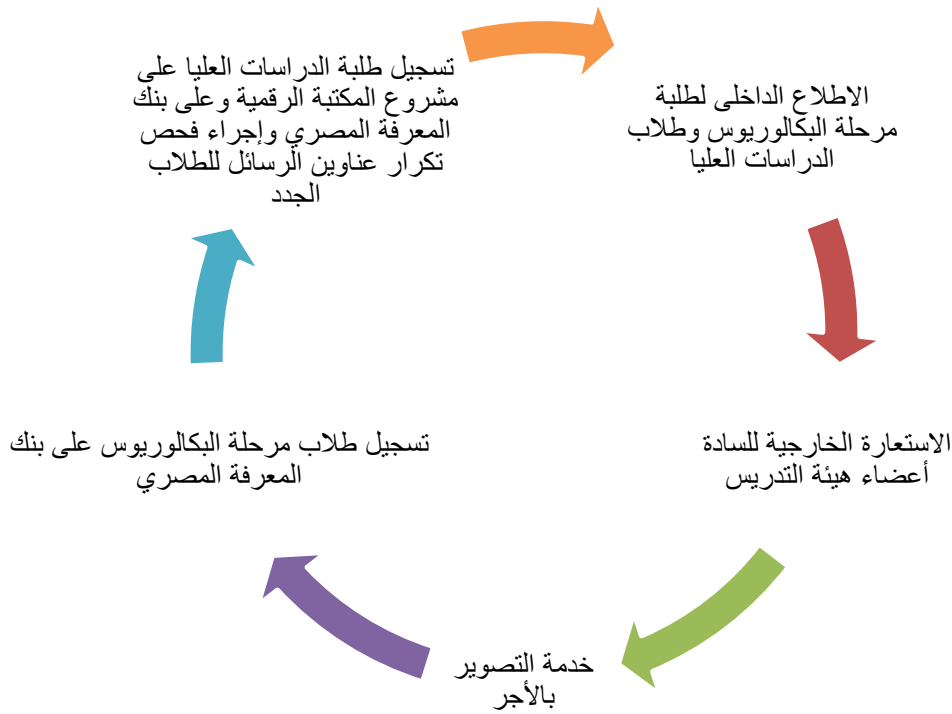 الاطلاع الداخلى لطلبة
مرحلة البكالوريوس وطلاب
الدراسات العليا
الاستعارة الخارجية للسادة
أعضاء هيئة التدريس
خدمة التصوير
بالأجر
تسجيل طلاب مرحلة البكالوريوس على بنك
المعرفة المصري
تسجيل طلبة الدراسات العليا على
مشروع المكتبة الرقمية وعلى بنك
المعرفة المصري وإجراء فحص
تكرار عناوين الرسائل للطلاب
الجدد